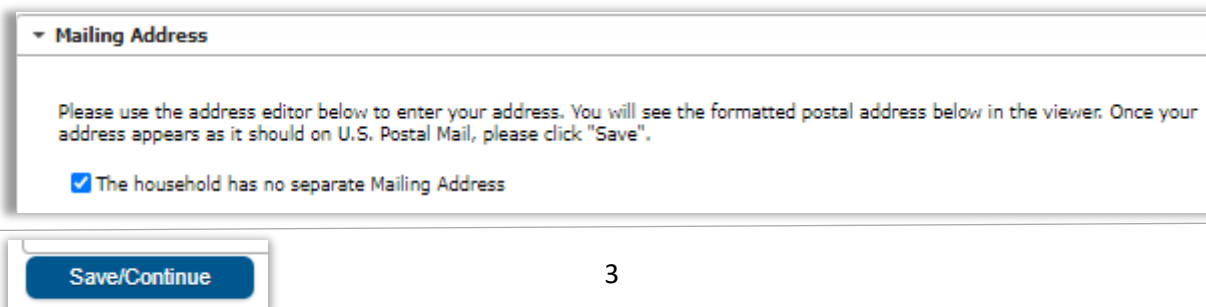 Mailing Address
Please use the address editor below to enter your address. You will see the formatted postal address below in the viewer. Once your
address appears as it should on U.S. Postal Mail, please click "Save".
The household has no separate Mailing Address
Save/Continue
3